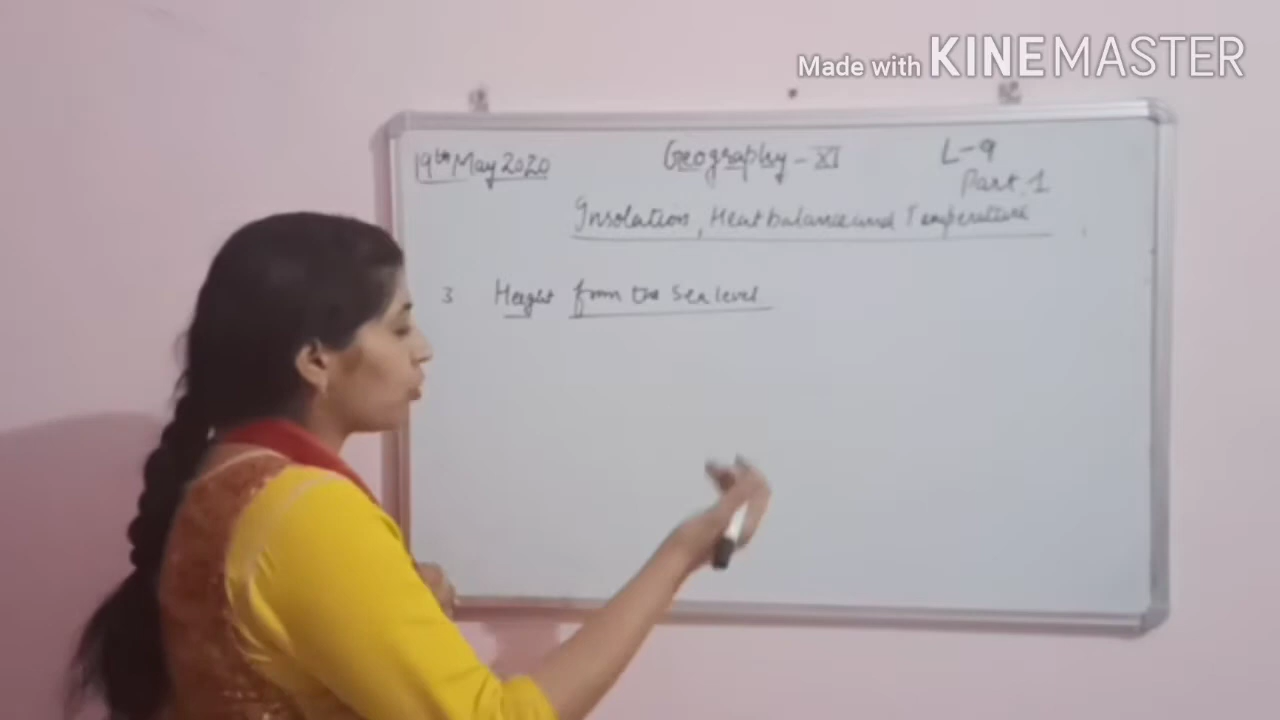 Made with KINEMASTER
19th May 2020 Geography - XI L-9
Part 1
Insolation, Heat balance and Temperature
3 Height from the sea level